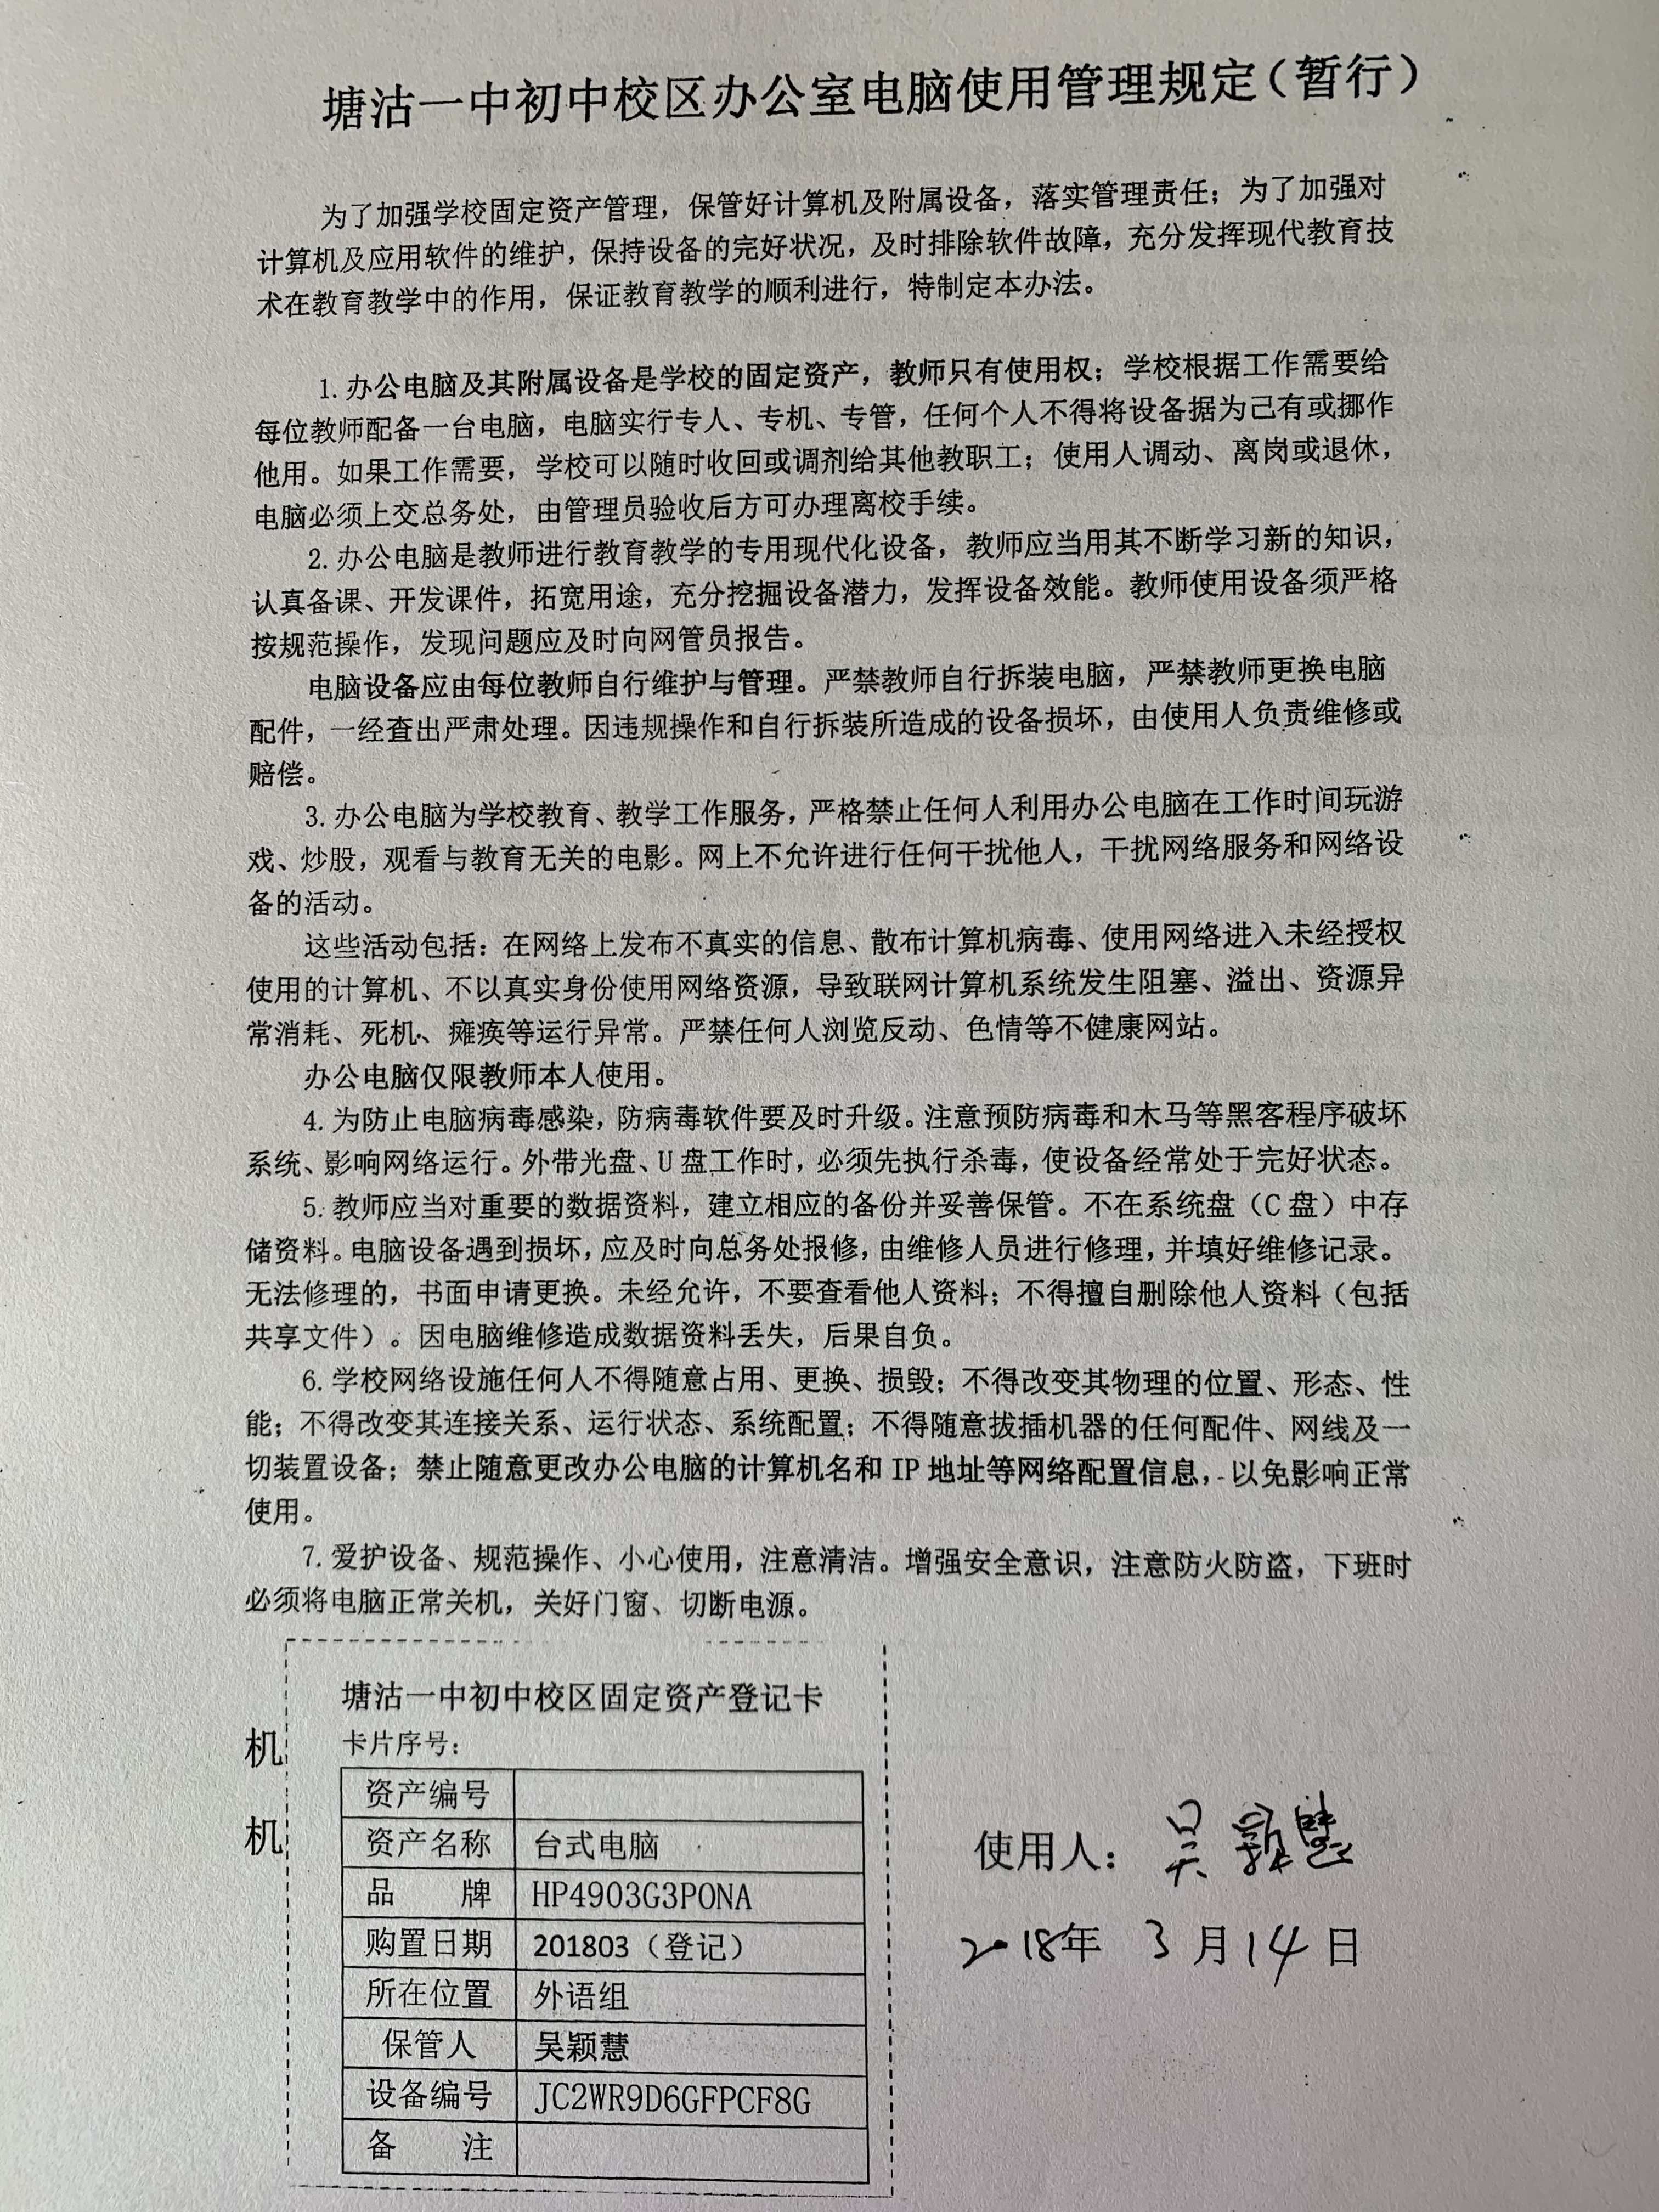 塘沽一中初中校区办公室电脑使用管理规定（暂行）
为了加强学校固定资产管理，保管好计算机及附属设备，落实管理责任；为了加强对
计算机及应用软件的维护，保持设备的完好状况，及时排除软件故障，充分发挥现代教育技
术在教育教学中的作用，保证教育教学的顺利进行，特制定本办法。
1.办公电脑及其附属设备是学校的固定资产，教师只有使用权；学校根据工作需要给
每位教师配备一台电脑，电脑实行专人、专机、专管，任何个人不得将设备据为己有或挪作
他用。如果工作需要，学校可以随时收回或调剂给其他教职工；使用人调动、离岗或退休，
电脑必须上交总务处，由管理员验收后方可办理离校手续。
2.办公电脑是教师进行教育教学的专用现代化设备，教师应当用其不断学习新的知识，
认真备课、开发课件，拓宽用途，充分挖掘设备潜力，发挥设备效能。教师使用设备须严格
按规范操作，发现问题应及时向网管员报告。
电脑设备应由每位教师自行维护与管理。严禁教师自行拆装电脑，严禁教师更换电脑
配件，一经查出严肃处理。因违规操作和自行拆装所造成的设备损坏，由使用人负责维修或
赔偿。
3.办公电脑为学校教育、教学工作服务，严格禁止任何人利用办公电脑在工作时间玩游
戏、炒股，观看与教育无关的电影。网上不允许进行任何干扰他人，干扰网络服务和网络设
备的活动。
这些活动包括：在网络上发布不真实的信息、散布计算机病毒、使用网络进入未经授权
使用的计算机、不以真实身份使用网络资源，导致联网计算机系统发生阻塞、溢出、资源异
常消耗、死机、瘫痪等运行异常。严禁任何人浏览反动、色情等不健康网站。
办公电脑仅限教师本人使用。
4.为防止电脑病毒感染，防病毒软件要及时升级。注意预防病毒和木马等黑客程序破坏
系统、影响网络运行。外带光盘、U盘工作时，必须先执行杀毒，使设备经常处于完好状态。
5.教师应当对重要的数据资料，建立相应的备份并妥善保管。不在系统盘（C盘）中存
储资料。电脑设备遇到损坏，应及时向总务处报修，由维修人员进行修理，并填好维修记录。
无法修理的，书面申请更换。未经允许，不要查看他人资料；不得擅自删除他人资料（包括
共享文件）。因电脑维修造成数据资料丢失，后果自负。
6.学校网络设施任何人不得随意占用、更换、损毁；不得改变其物理的位置、形态、性
能；不得改变其连接关系、运行状态、系统配置；不得随意拔插机器的任何配件、网线及一
切装置设备；禁止随意更改办公电脑的计算机名和IP地址等网络配置信息，以免影响正常
使用。
7.爱护设备、规范操作、小心使用，注意清洁。增强安全意识，注意防火防盗，下班时
必须将电脑正常关机，关好门窗、切断电源。
塘沽一中初中校区固定资产登记卡
机
卡片序号：
资产编号
机
资产名称 台式电脑
品 牌 HP4903G3PONA
购置日期 201803（登记）
所在位置 外语组
保管人 吴颖慧
设备编号 JC2WR9D6GFPCF8G
备 注
使用人：吴颖慧
2018年3月14日